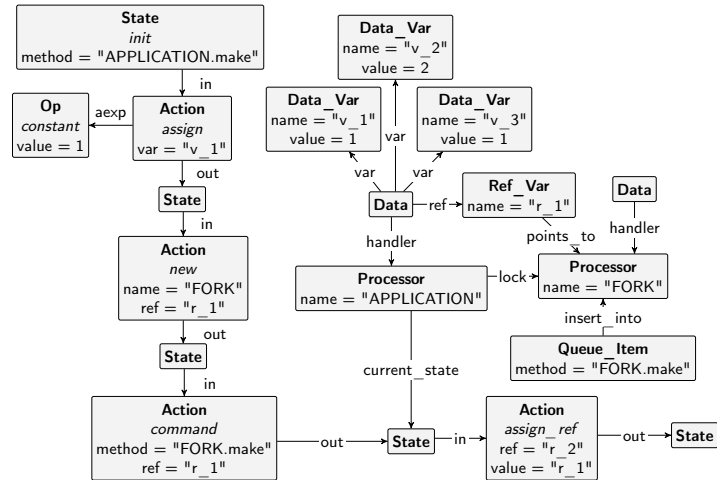 State
init
method = "APPLICATION.make"
in
Op
constant
value = 1
aexp
Action
assign
var = "v_1"
out
State
in
Action
new
name = "FORK"
ref = "r_1"
out
State
in
Action
command
method = "FORK.make"
ref = "r_1"
out
State
in
Action
assign_ref
ref = "r_2"
value = "r_1"
out
State
Data_Var
name = "v_2"
value = 2
Data_Var
name = "v_1"
value = 1
Data_Var
name = "v_3"
value = 1
var
var
var
Data
ref
Ref_Var
name = "r_1"
Data
handler
points_to
handler
Processor
name = "APPLICATION"
lock
Processor
name = "FORK"
insert_into
Queue_Item
method = "FORK.make"
current_state